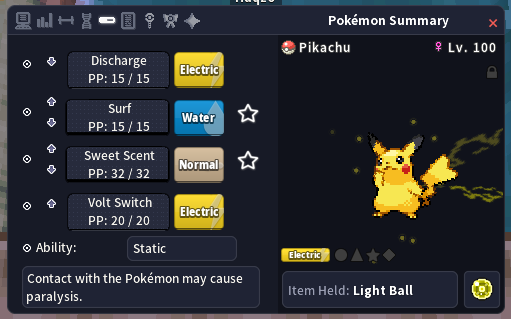 Pokémon Summary
Discharge
PP: 15 / 15
Electric
Surf
PP: 15 / 15
Water
Sweet Scent
PP: 32 / 32
Normal
Volt Switch
PP: 20 / 20
Electric
Ability:
Static
Contact with the Pokémon may cause
paralysis.
Pikachu
♀ Lv. 100
Electric
Item Held: Light Ball